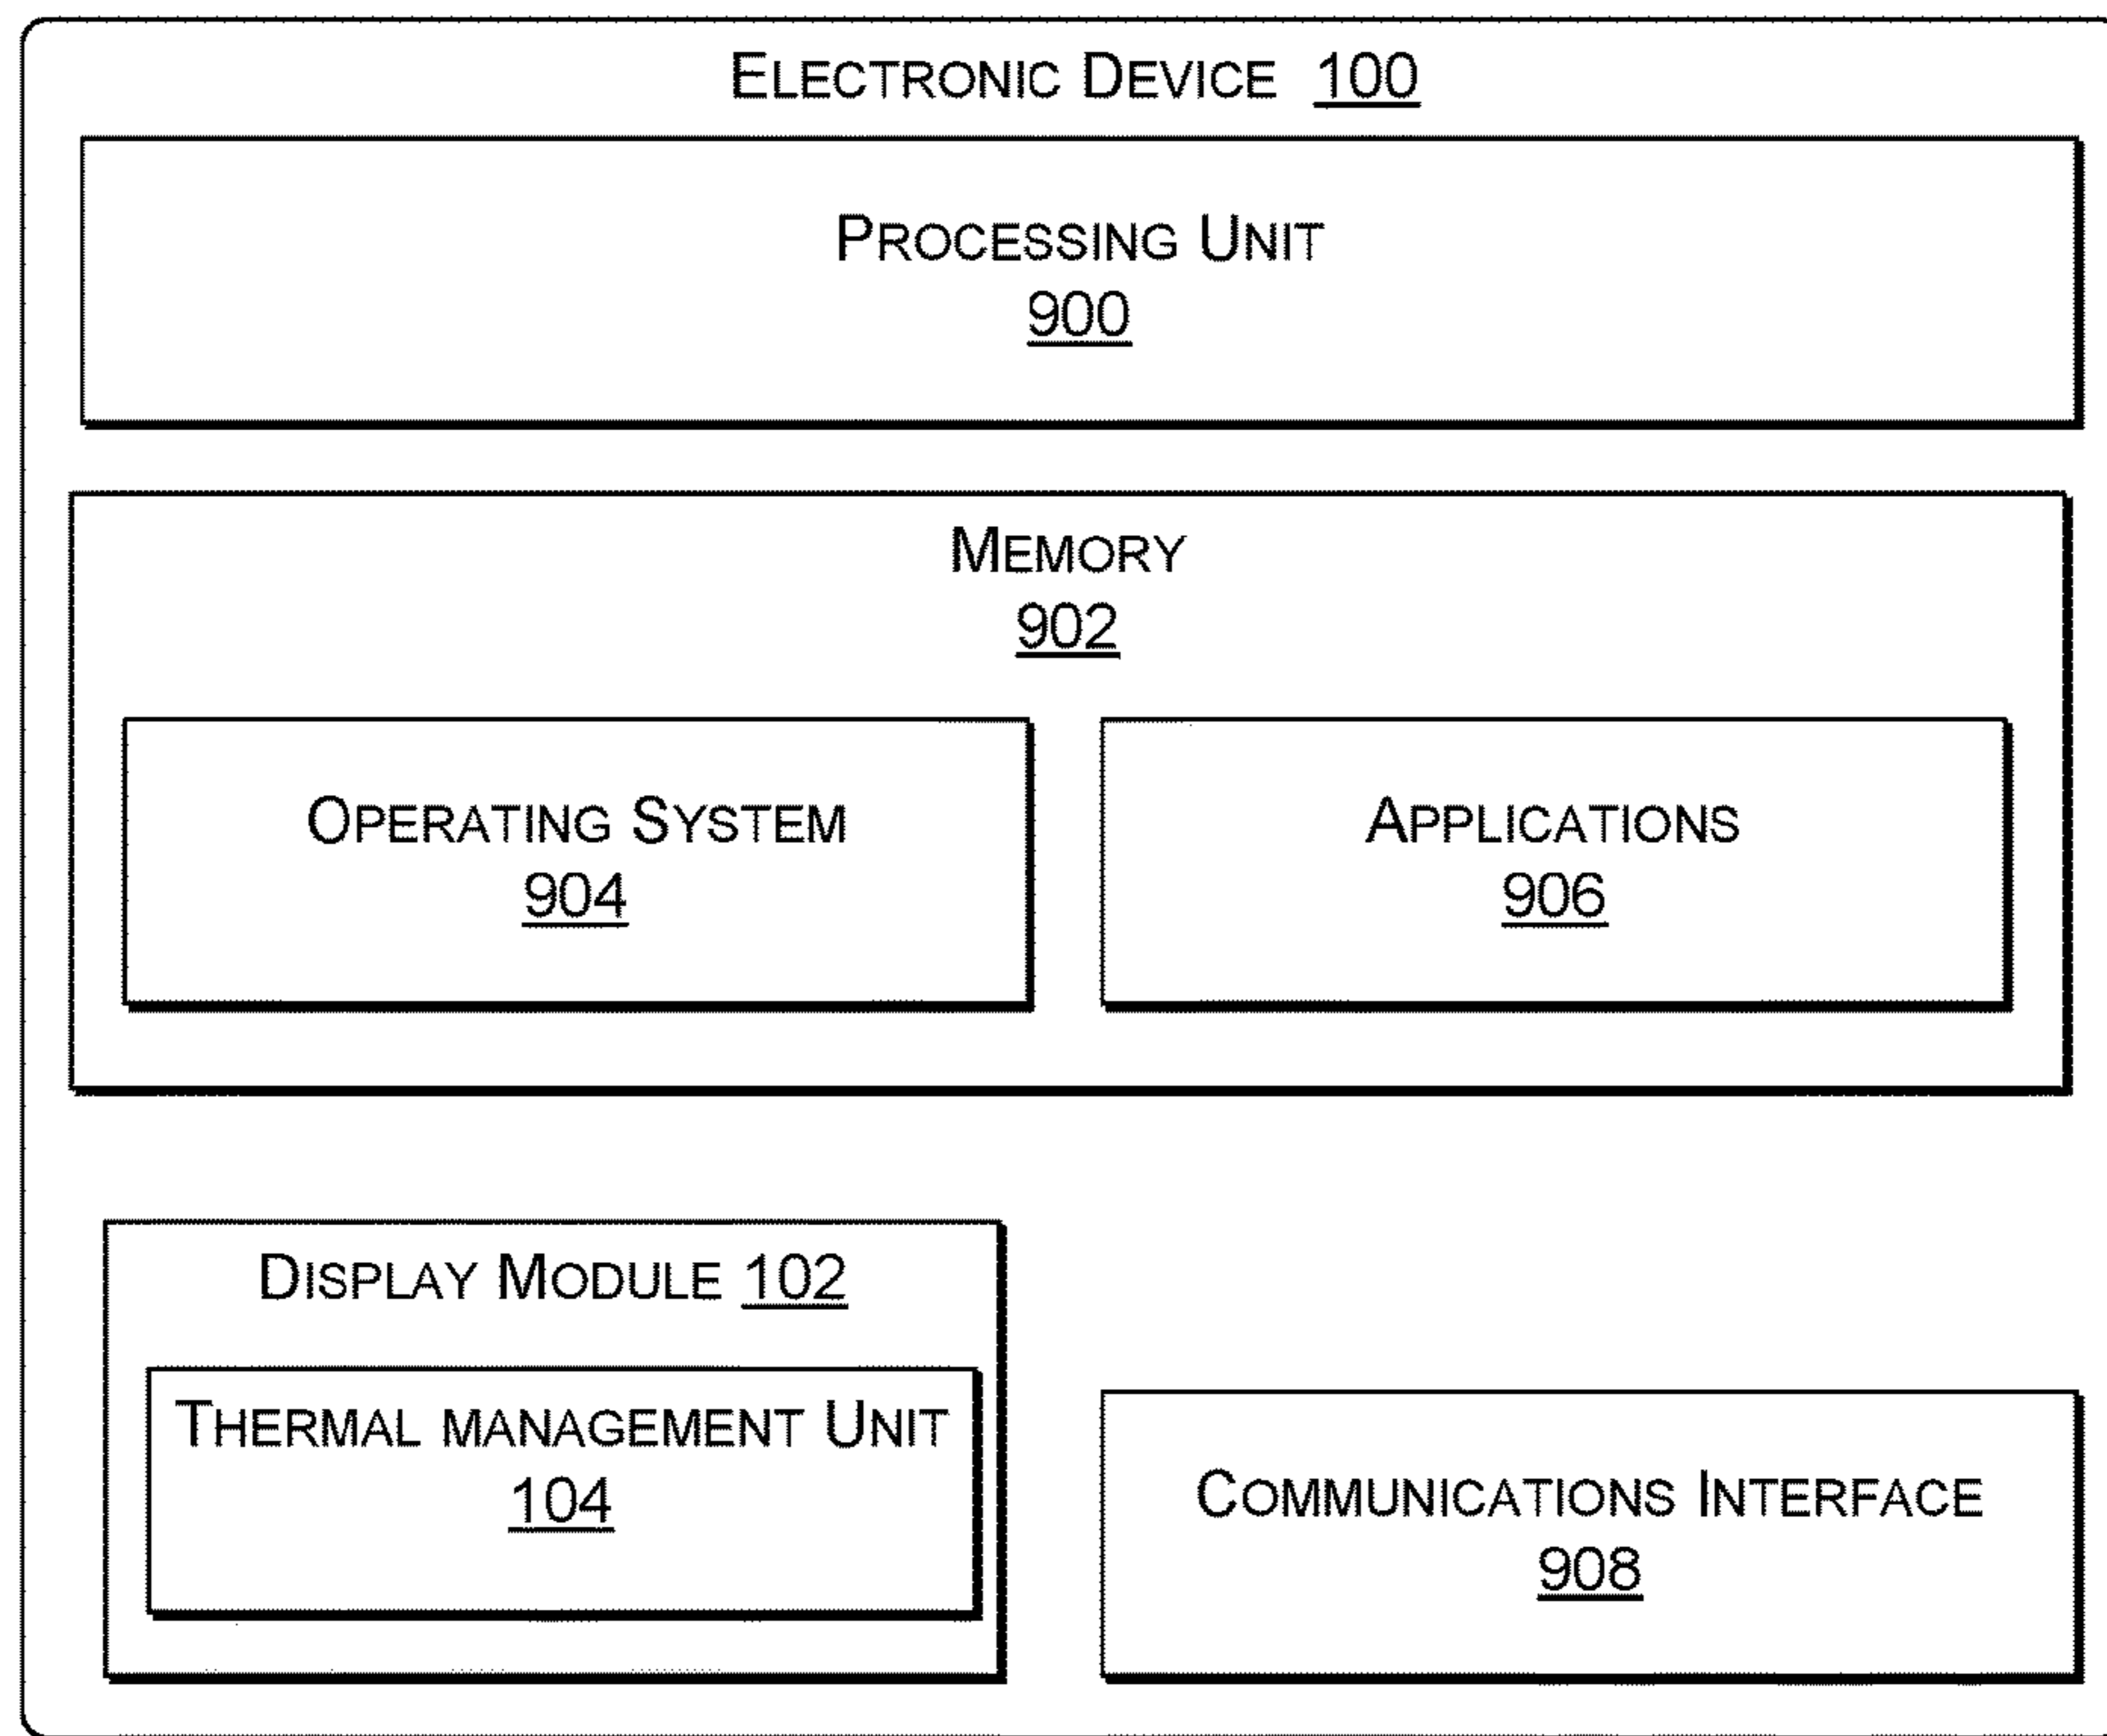 ELECTRONIC DEVICE 100
PROCESSING UNIT
900
MEMORY
902
OPERATING SYSTEM
904
APPLICATIONS
906
DISPLAY MODULE 102
THERMAL MANAGEMENT UNIT
104
COMMUNICATIONS INTERFACE
908